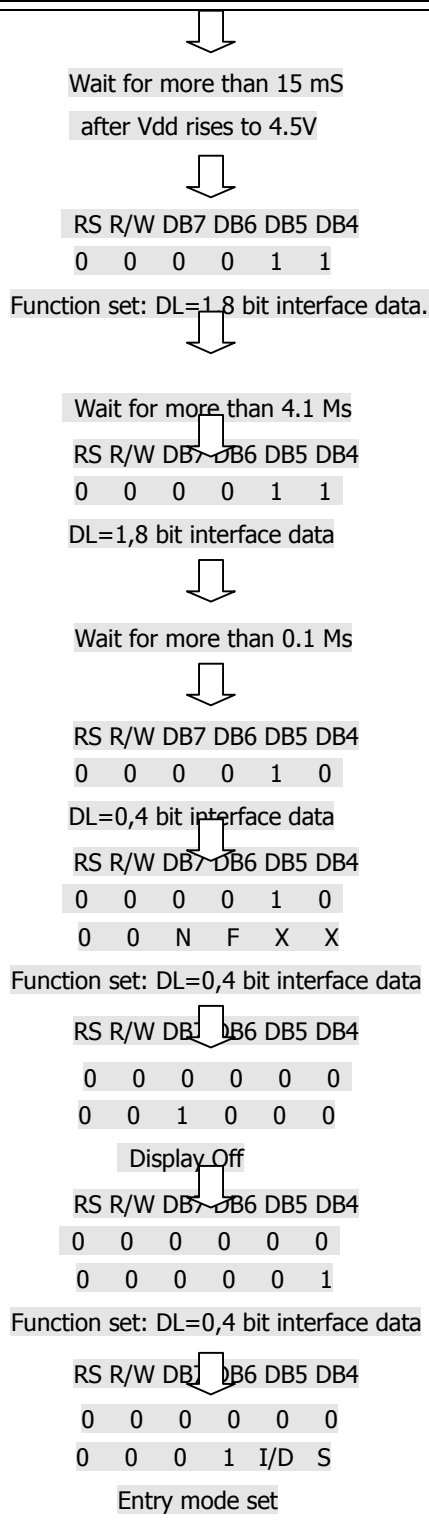 Wait for more than 15 mS
after Vdd rises to 4.5V
RS R/W DB7 DB6 DB5 DB4
0 0 0 0 1 1
Function set: DL=1,8 bit interface data.
Wait for more than 4.1 Ms
RS R/W DB7 DB6 DB5 DB4
0 0 0 0 1 1
DL=1,8 bit interface data
Wait for more than 0.1 Ms
RS R/W DB7 DB6 DB5 DB4
0 0 0 0 1 0
DL=0,4 bit interface data
RS R/W DB7 DB6 DB5 DB4
0 0 0 0 1 0
0 0 N F X X
Function set: DL=0,4 bit interface data
RS R/W DB7 DB6 DB5 DB4
0 0 0 0 0 0
0 0 1 0 0 0
Display Off
RS R/W DB7 DB6 DB5 DB4
0 0 0 0 0 0
0 0 0 0 0 1
Function set: DL=0,4 bit interface data
RS R/W DB7 DB6 DB5 DB4
0 0 0 0 0 0
0 0 0 1 I/D S
Entry mode set